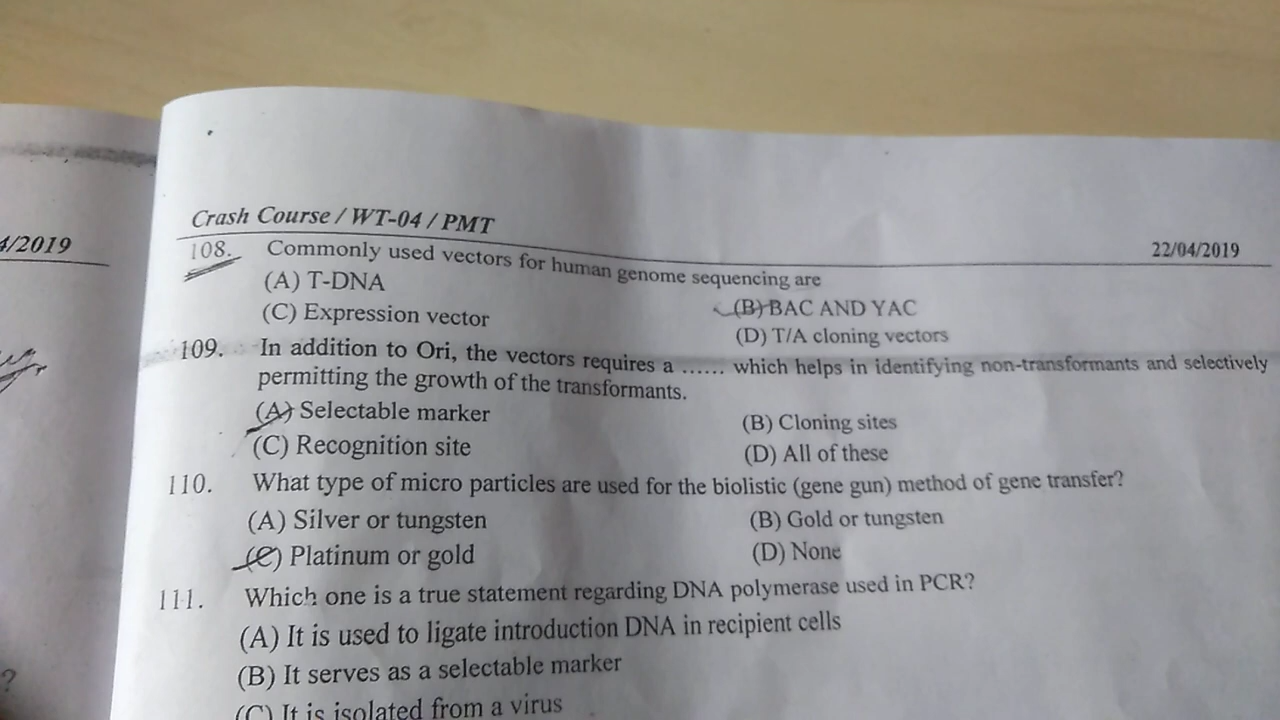 4/2019
Crash Course / WT-04 / PMT
22/04/2019
108. Commonly used vectors for human genome sequencing are
(A) T-DNA
(B) BAC AND YAC
(C) Expression vector
(D) T/A cloning vectors
109. In addition to Ori, the vectors requires a ...... which helps in identifying non-transformants and selectively
permitting the growth of the transformants.
(A) Selectable marker
(B) Cloning sites
(C) Recognition site
(D) All of these
110. What type of micro particles are used for the biolistic (gene gun) method of gene transfer?
(A) Silver or tungsten
(B) Gold or tungsten
(C) Platinum or gold
(D) None
111. Which one is a true statement regarding DNA polymerase used in PCR?
(A) It is used to ligate introduction DNA in recipient cells
(B) It serves as a selectable marker
(C) It is isolated from a virus
?